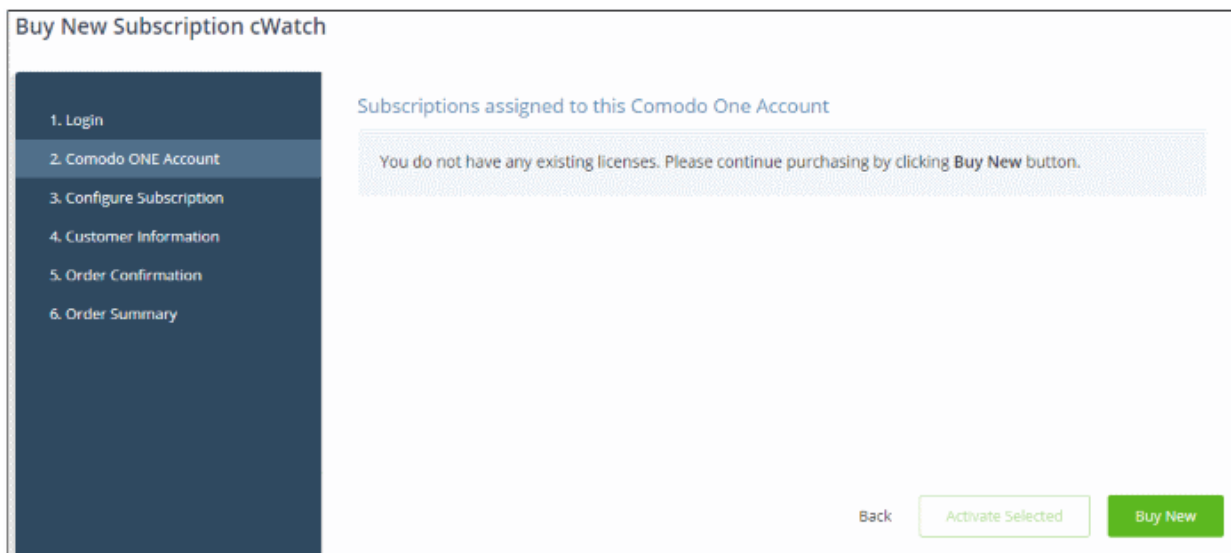 Buy New Subscription cWatch
1. Login
2. Comodo ONE Account
3. Configure Subscription
4. Customer Information
5. Order Confirmation
6. Order Summary
Subscriptions assigned to this Comodo One Account
You do not have any existing licenses. Please continue purchasing by clicking Buy New button.
Back
Activate Selected
Buy New